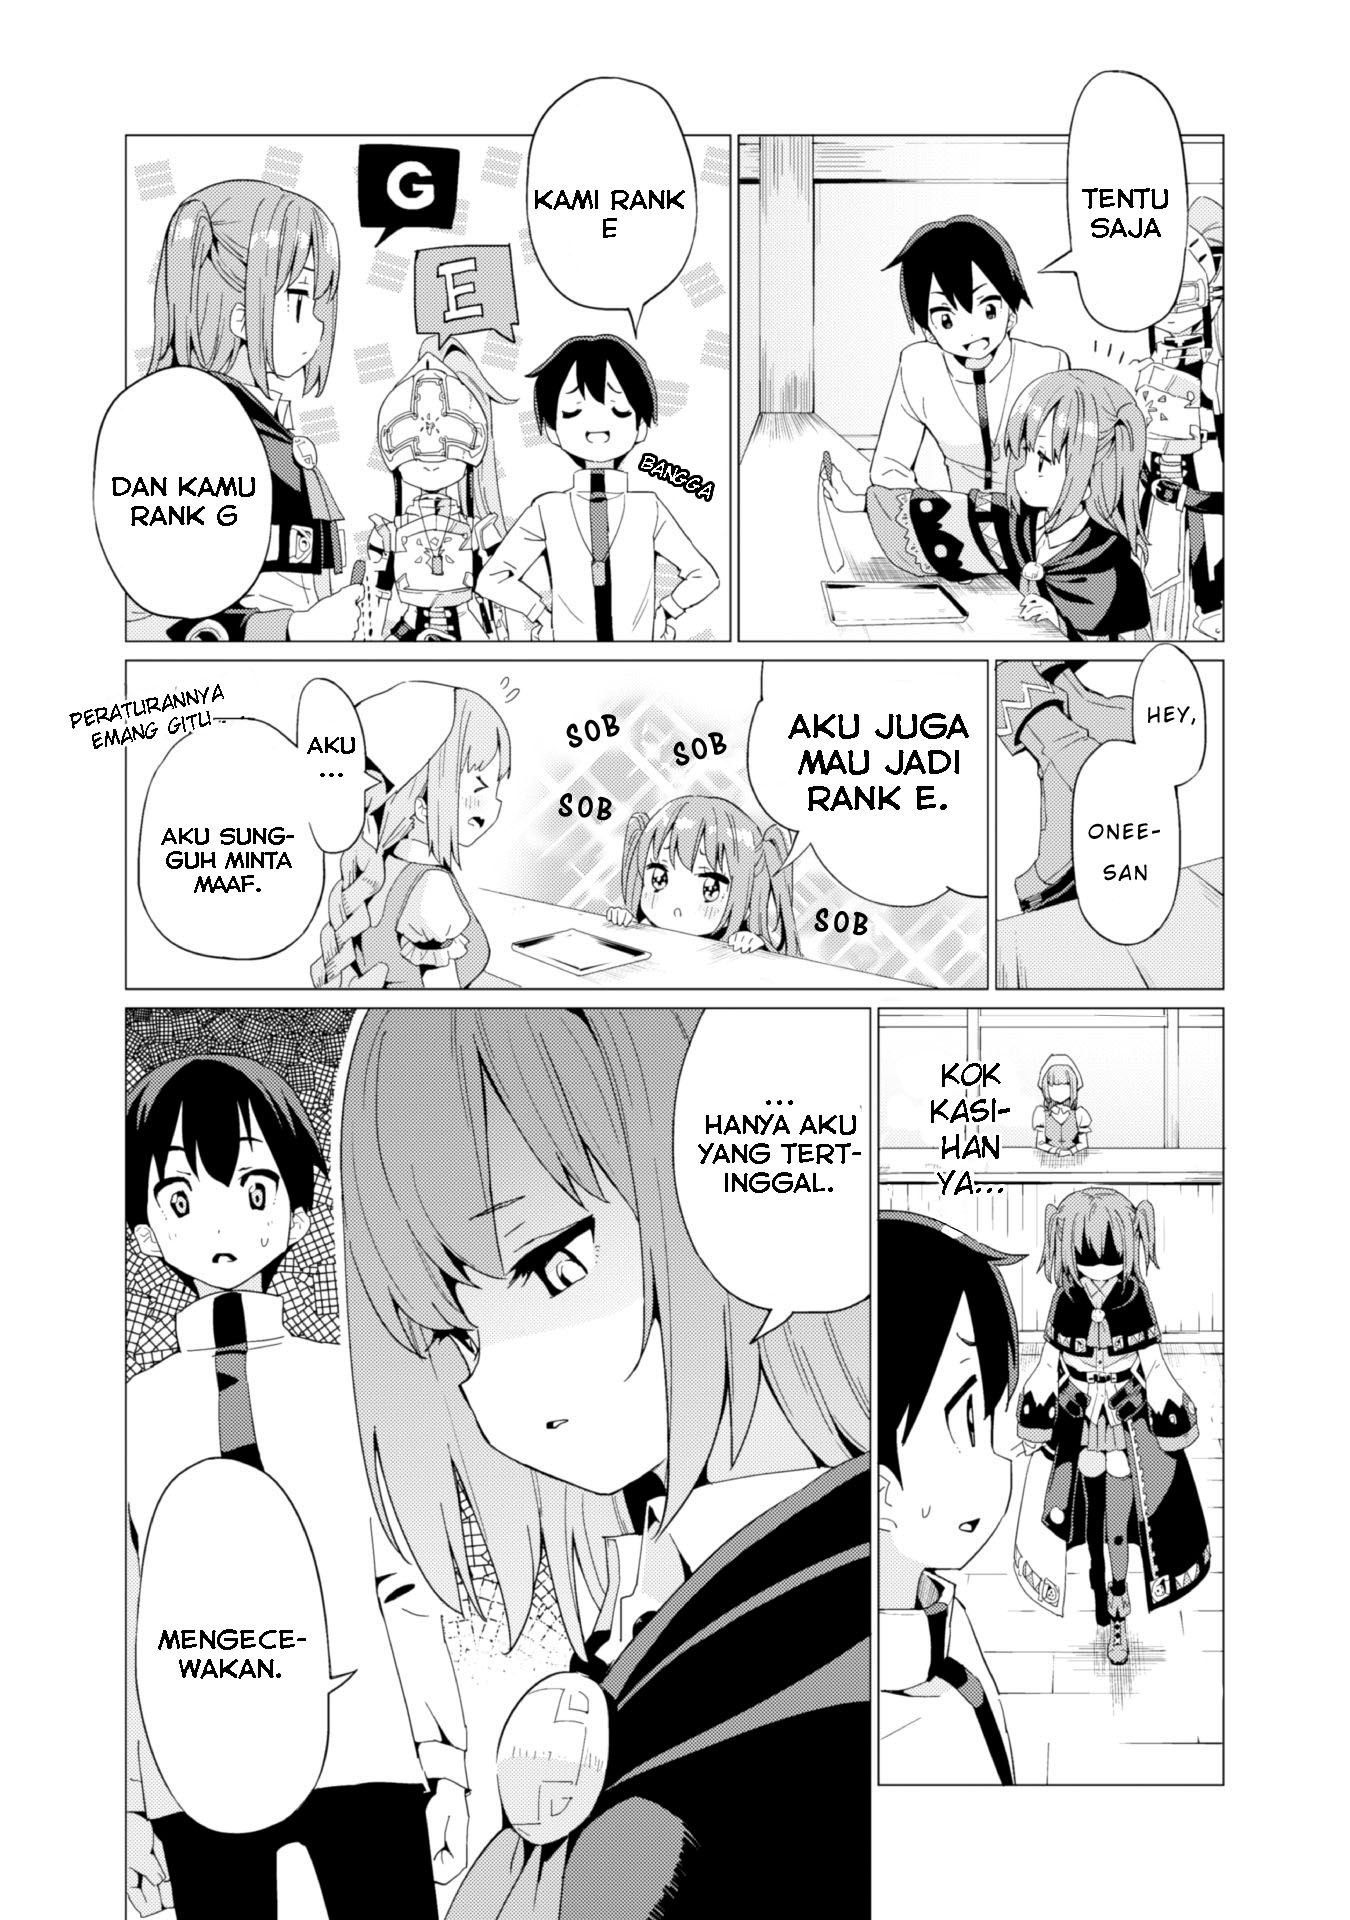 TENTU
SAJA
KAMI RANK
E
G
E
BANGGA
DAN KAMU
RANK G
HEY,
ONEE-
SAN
AKU JUGA
MAU JADI
RANK E.
SOB
SOB
SOB
SOB
AKU
...
AKU SUNG-
GUH MINTA
MAAF.
PERATURANNYA
EMANG GITU
KOK
KASI-
HAN
YA...
...
HANYA AKU
YANG TERT-
INGGAL.
MENGECE-
WAKAN.